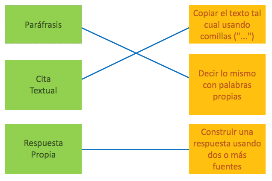 Paráfrasis
Copiar el texto tal
cual usando
comillas ("...")
Cita
Textual
Decir lo mismo
con palabras
propias
Respuesta
Propia
Construir una
respuesta usando
dos o más
fuentes